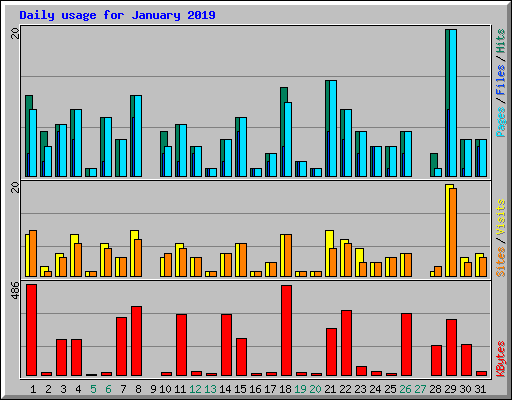 Daily usage for January 2019
20
Pages / Files / Hits
20
Sites / Visits
486
KBytes
1 2 3 4 5 6 7 8 9 10 11 12 13 14 15 16 17 18 19 20 21 22 23 24 25 26 27 28 29 30 31